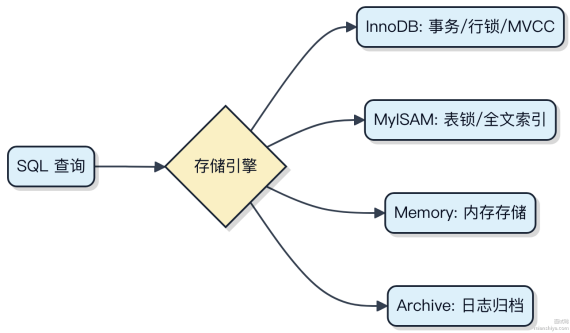 InnoDB: 事务/行锁/MVCC
MyISAM: 表锁/全文索引
SQL 查询
存储引擎
Memory: 内存存储
Archive: 日志归档